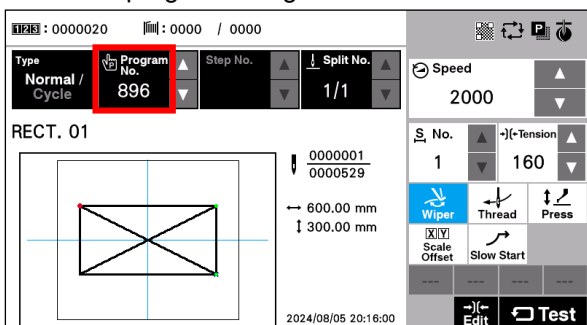 123 : 0000020 : 0000 / 0000
Type
Normal /
Cycle
Program
No.
896
Step No.
Split No.
1/1
Speed
2000
RECT. 01
0000001
0000529
600.00 mm
300.00 mm
2024/08/05 20:16:00
S No.
1
Tension
160
Wiper
Thread
Press
XY
Scale
Offset
Slow Start
--- --- --- ---
Edit
Test